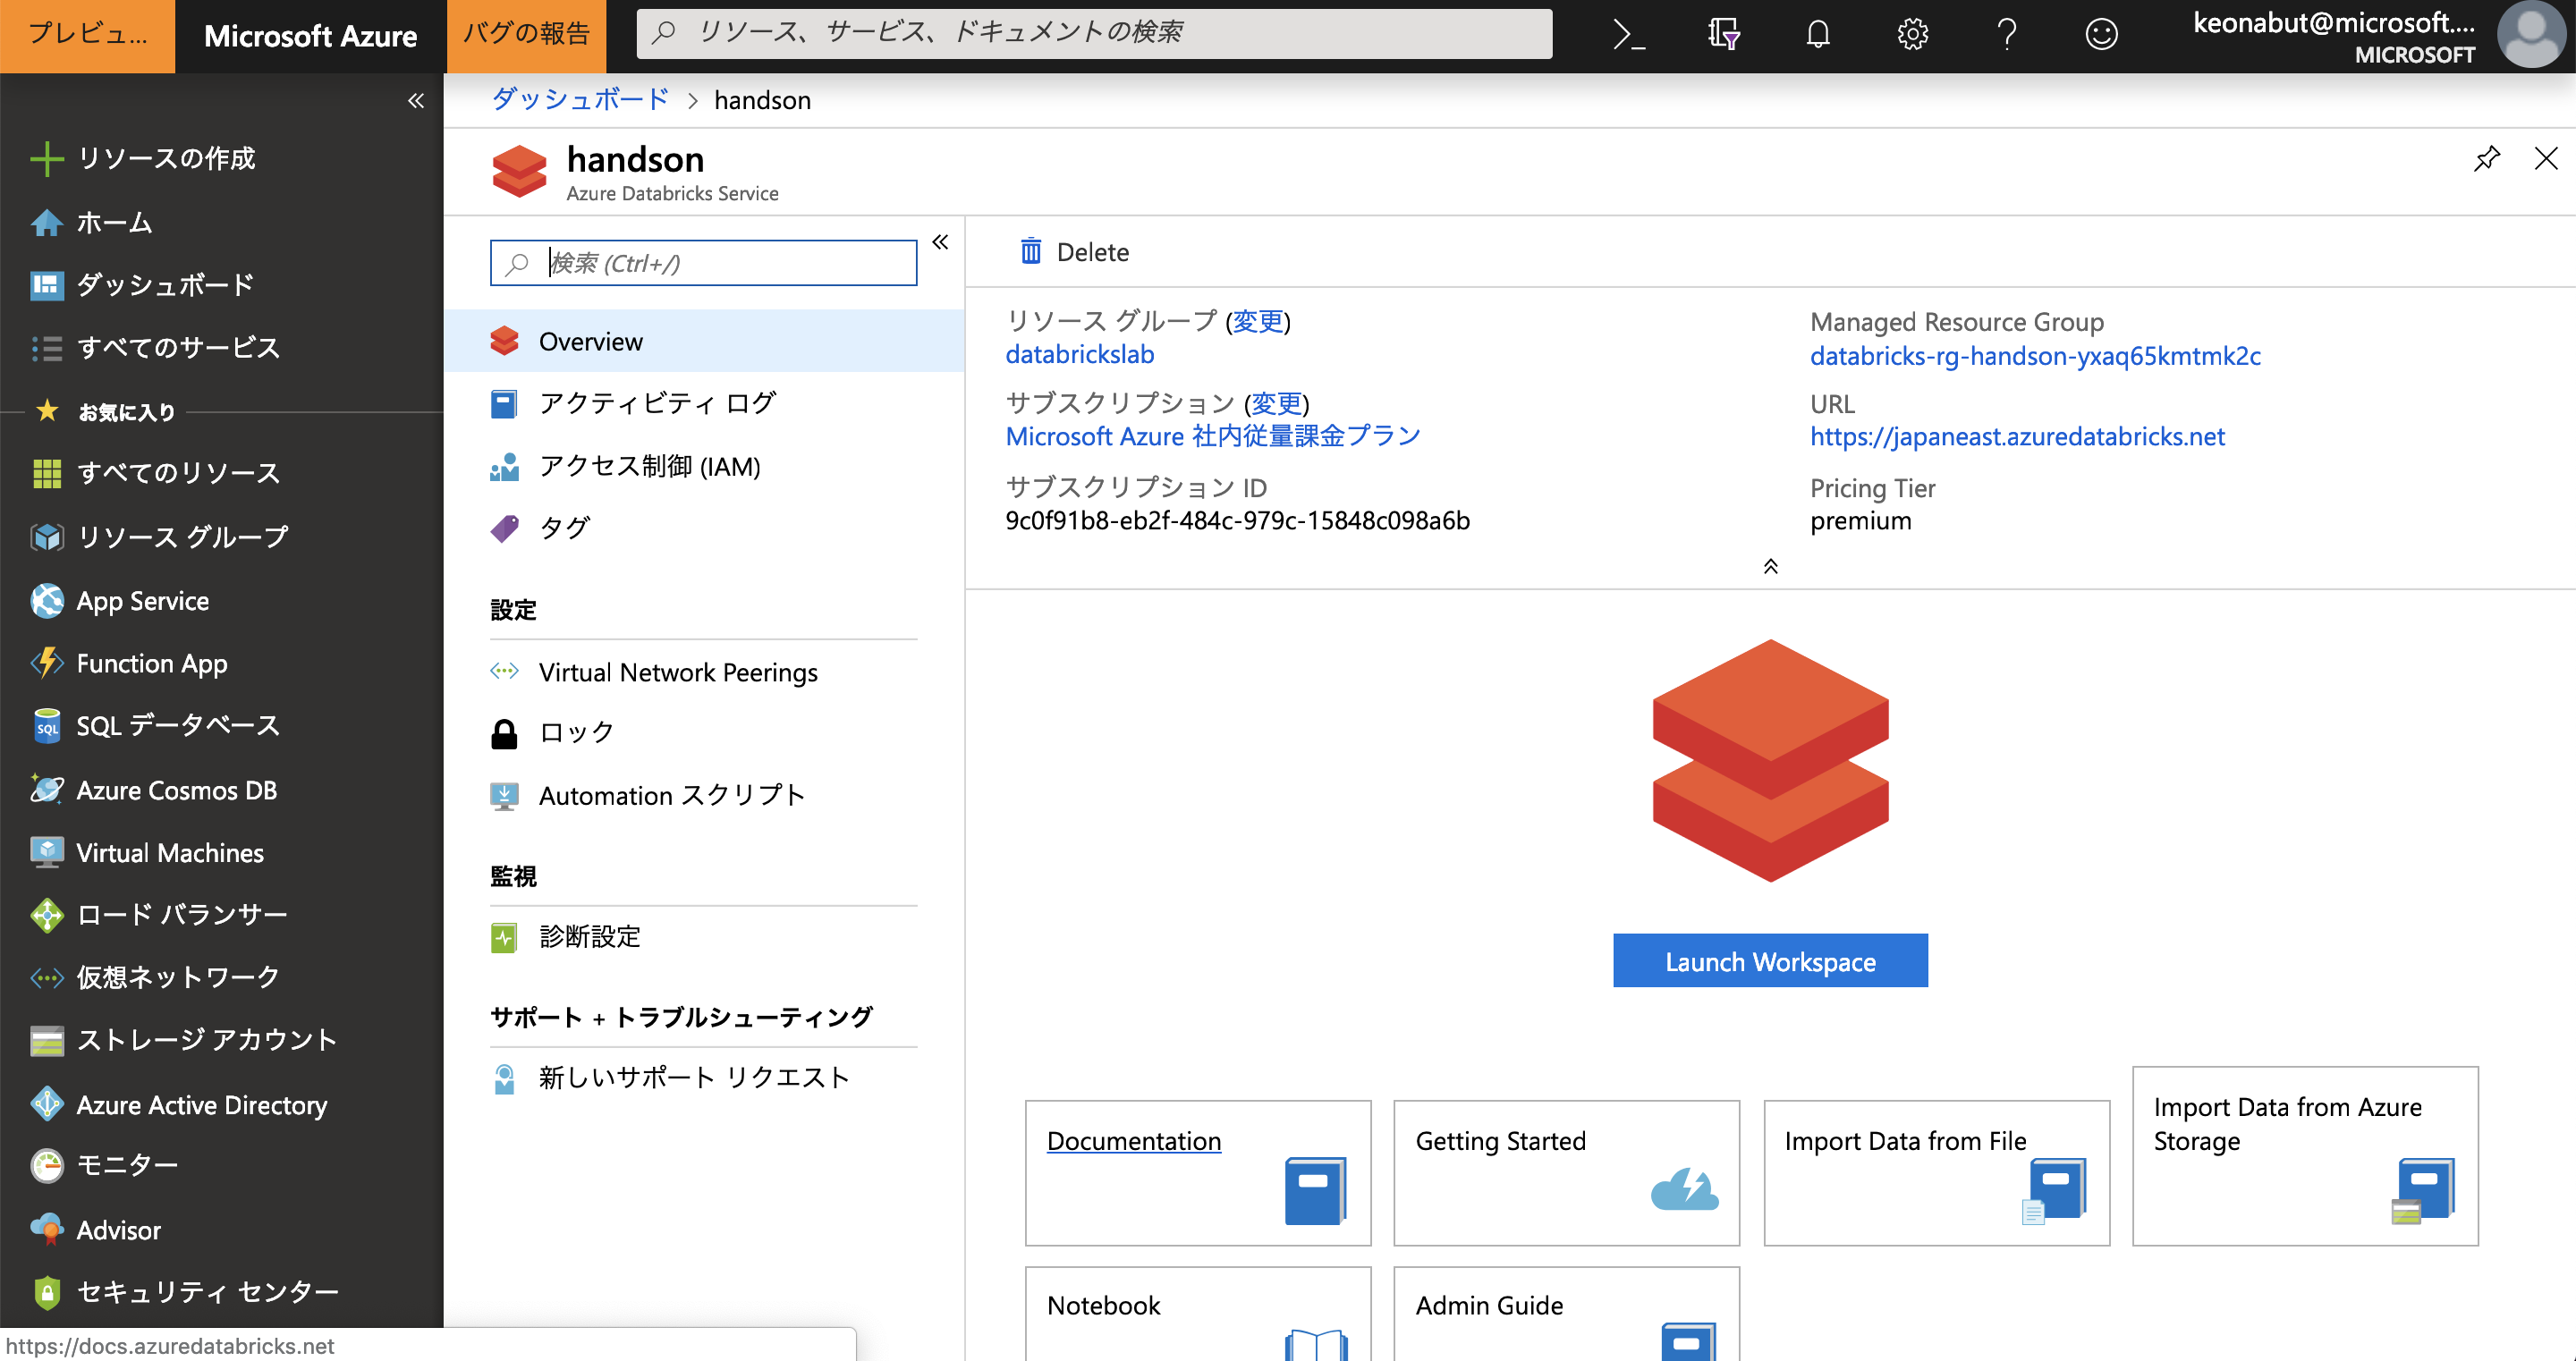 プレビュ...
Microsoft Azure
バグの報告
リソース、サービス、ドキュメントの検索
keonabut@microsoft....
MICROSOFT
リソースの作成
ホーム
ダッシュボード
すべてのサービス
お気に入り
すべてのリソース
リソース グループ
App Service
Function App
SQL データベース
Azure Cosmos DB
Virtual Machines
ロード バランサー
仮想ネットワーク
ストレージ アカウント
Azure Active Directory
モニター
Advisor
セキュリティ センター
https://docs.azuredatabricks.net
ダッシュボード > handson
handson
Azure Databricks Service
検索 (Ctrl+/)
Overview
アクティビティ ログ
アクセス制御 (IAM)
タグ
設定
Virtual Network Peerings
ロック
Automation スクリプト
監視
診断設定
サポート + トラブルシューティング
新しいサポート リクエスト
Delete
リソース グループ (変更)
databrickslab
サブスクリプション (変更)
Microsoft Azure 社内従量課金プラン
サブスクリプション ID
9c0f91b8-eb2f-484c-979c-15848c098a6b
Managed Resource Group
databricks-rg-handson-yxaq65kmtmk2c
URL
https://japaneast.azuredatabricks.net
Pricing Tier
premium
Launch Workspace
Documentation
Getting Started
Import Data from File
Import Data from Azure
Storage
Notebook
Admin Guide